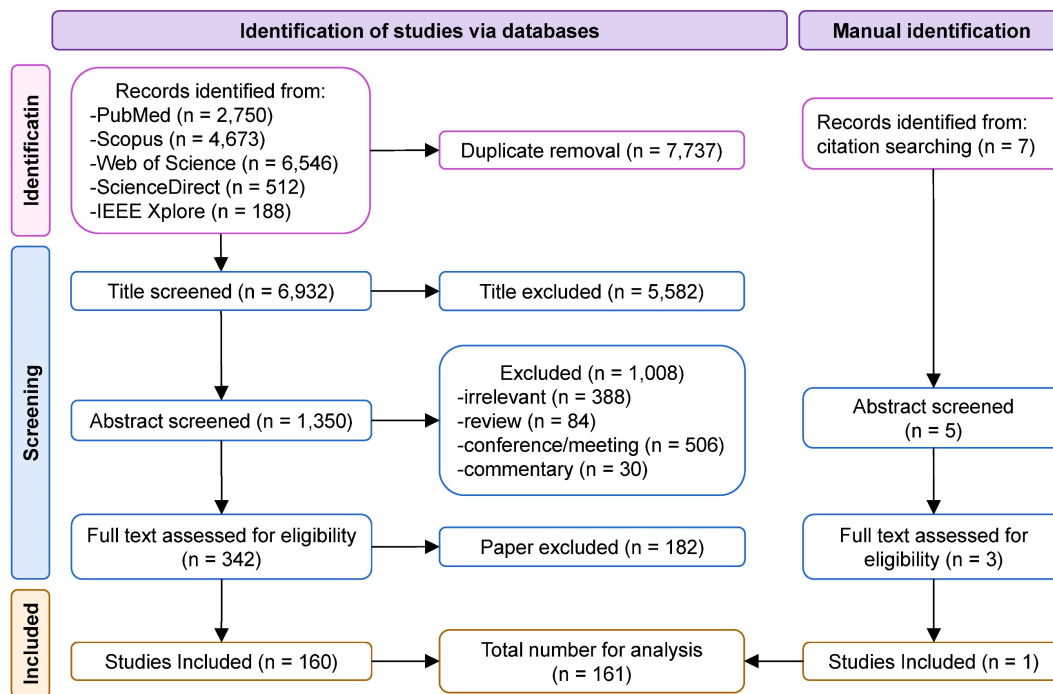 Identification of studies via databases
Manual identification
Identificatin
Records identified from:
-PubMed (n = 2,750)
-Scopus (n = 4,673)
-Web of Science (n = 6,546)
-ScienceDirect (n = 512)
-IEEE Xplore (n = 188)
Duplicate removal (n = 7,737)
Records identified from:
citation searching (n = 7)
Screening
Title screened (n = 6,932)
Title excluded (n = 5,582)
Abstract screened (n = 1,350)
Excluded (n = 1,008)
-irrelevant (n = 388)
-review (n = 84)
-conference/meeting (n = 506)
-commentary (n = 30)
Abstract screened
(n = 5)
Full text assessed for eligibility
(n = 342)
Paper excluded (n = 182)
Full text assessed for
eligibility (n = 3)
Included
Studies Included (n = 160)
Total number for analysis
(n = 161)
Studies Included (n = 1)